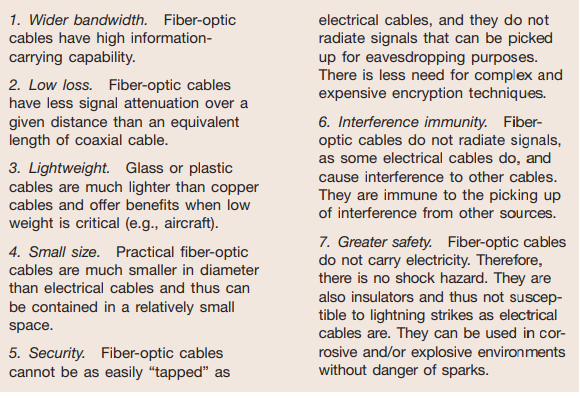 1. Wider bandwidth. Fiber-optic
cables have high information-
carrying capability.
2. Low loss. Fiber-optic cables
have less signal attenuation over a
given distance than an equivalent
length of coaxial cable.
3. Lightweight. Glass or plastic
cables are much lighter than copper
cables and offer benefits when low
weight is critical (e.g., aircraft).
4. Small size. Practical fiber-optic
cables are much smaller in diameter
than electrical cables and thus can
be contained in a relatively small
space.
5. Security. Fiber-optic cables
cannot be as easily “tapped” as
electrical cables, and they do not
radiate signals that can be picked
up for eavesdropping purposes.
There is less need for complex and
expensive encryption techniques.
6. Interference immunity. Fiber-
optic cables do not radiate signals,
as some electrical cables do, and
cause interference to other cables.
They are immune to the picking up
of interference from other sources.
7. Greater safety. Fiber-optic cables
do not carry electricity. Therefore,
there is no shock hazard. They are
also insulators and thus not suscep-
tible to lightning strikes as electrical
cables are. They can be used in cor-
rosive and/or explosive environments
without danger of sparks.